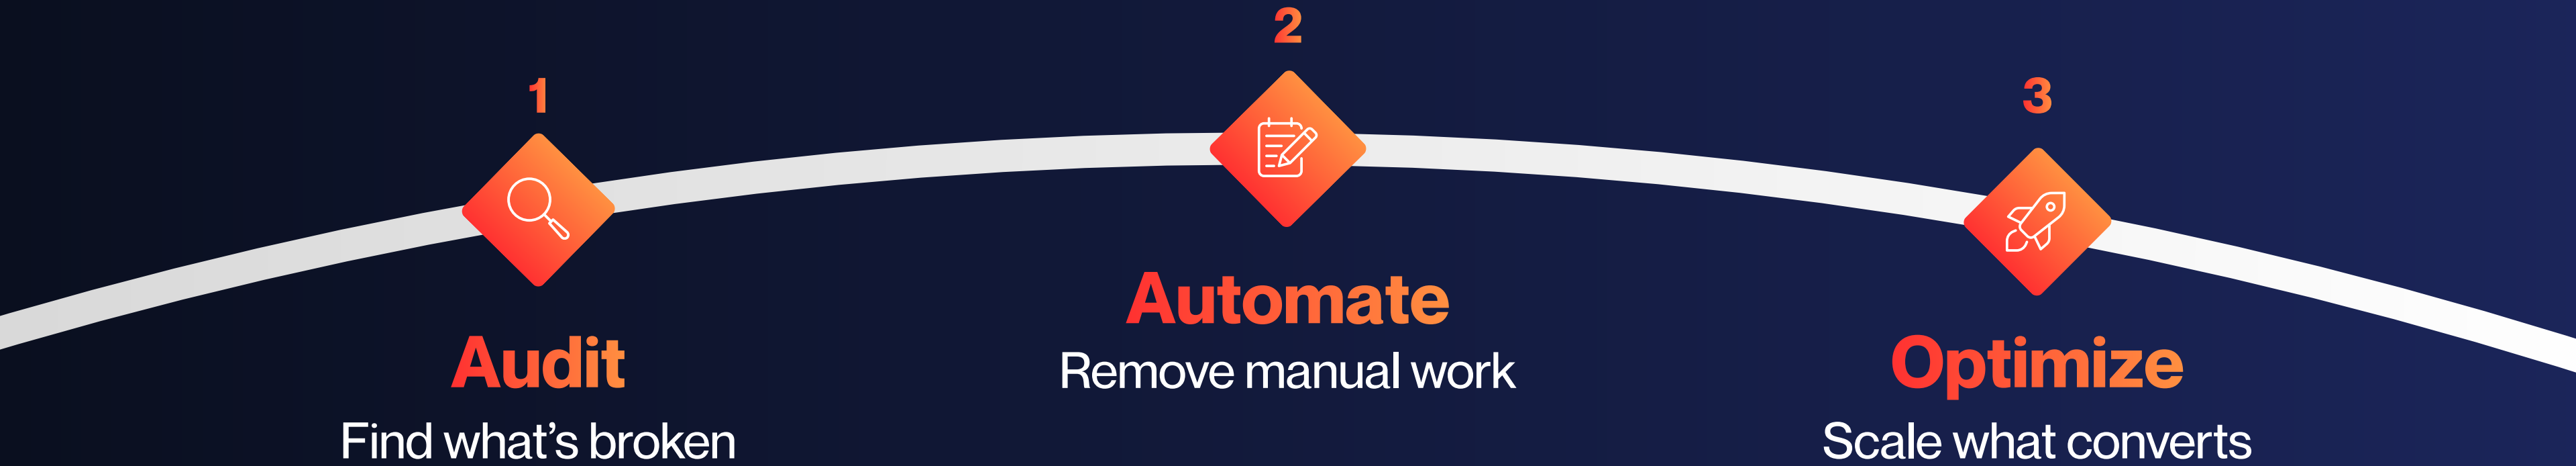 1
Audit
Find what’s broken
2
Automate
Remove manual work
3
Optimize
Scale what converts